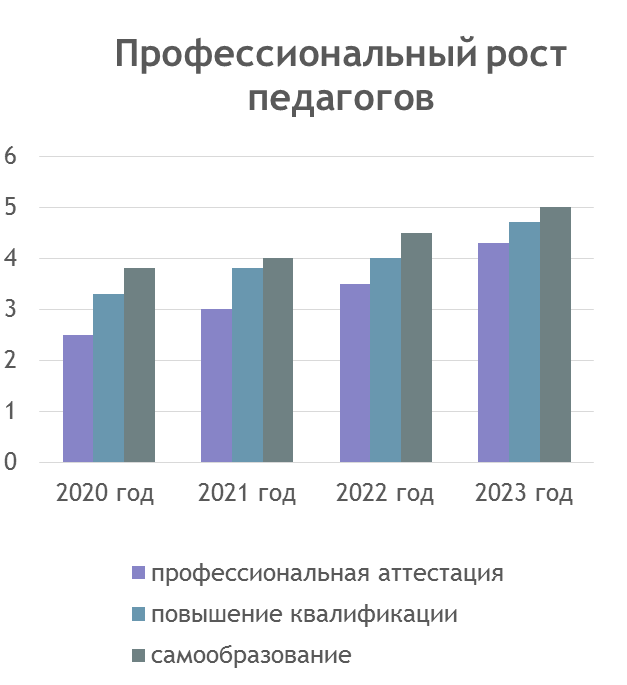 Профессиональный рост
педагогов
6
5
4
3
2
1
0
2020 год 2021 год 2022 год 2023 год
профессиональная аттестация
повышение квалификации
самообразование